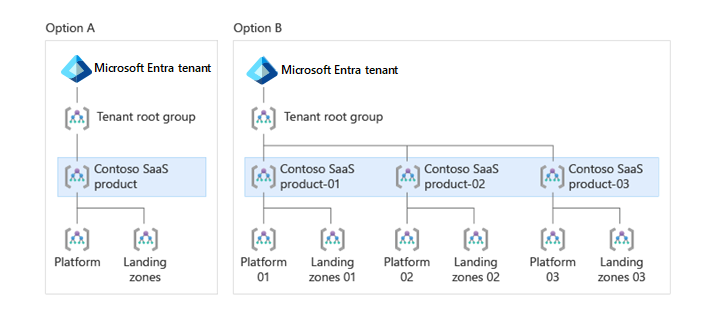 Option A
Microsoft Entra tenant
Tenant root group
Contoso SaaS
product
Platform
Landing
zones
Option B
Microsoft Entra tenant
Tenant root group
Contoso SaaS
product-01
Contoso SaaS
product-02
Contoso SaaS
product-03
Platform
01
Landing
zones 01
Platform
02
Landing
zones 02
Platform
03
Landing
zones 03